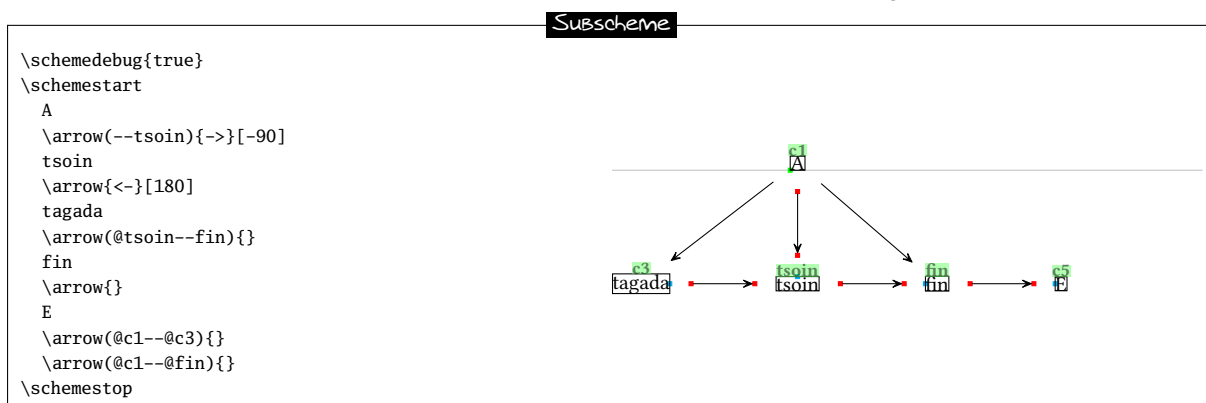 Subscheme
\schemedebug{true}
\schemestart
A
\arrow(--tsoin){->}[-90]
tsoin
\arrow{<-}[180]
tagada
\arrow(@tsoin--fin){}
fin
\arrow{}
E
\arrow(@c1--@c3){}
\arrow(@c1--@fin){}
\schemestop
c1
A
c3 tsoin fin c5
tagada tsoin fin E